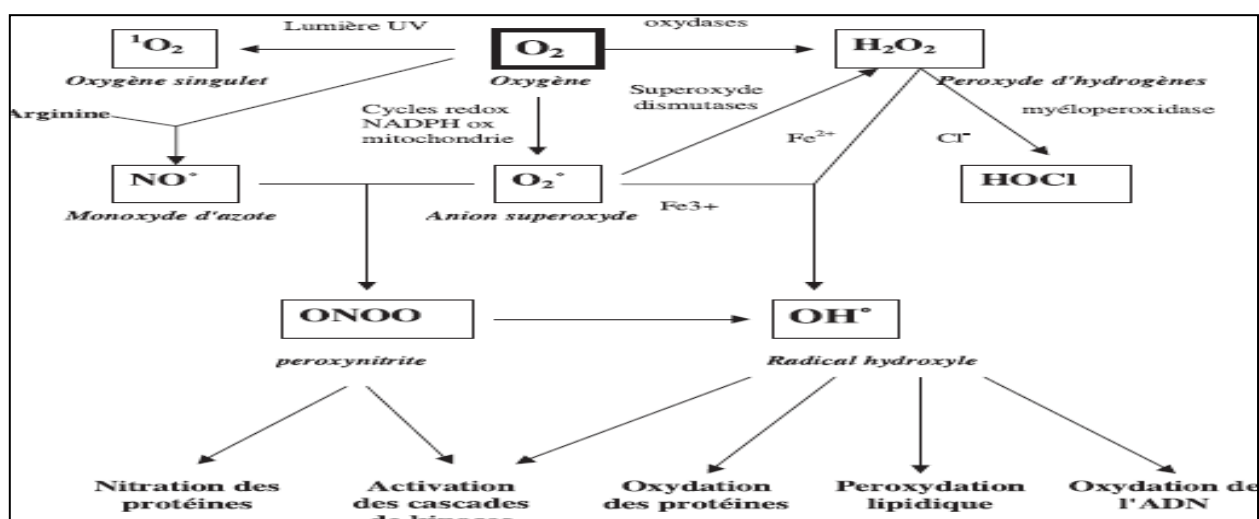 Lumière UV
oxydases
¹O₂
O₂
H₂O₂
Oxygène singulet
Oxygène
Peroxyde d'hydrogènes
Arginine
Cycles redox
NADPH ox
mitochondrie
Superoxyde
dismutases
myéloperoxidase
Fe²⁺
Cl⁻
NO°
O₂°
HOCl
Monoxyde d'azote
Anion superoxyde
Fe3+
ONOO
OH°
peroxynitrite
Radical hydroxyle
Nitration des
protéines
Activation
des cascades
de kinases
Oxydation
des protéines
Peroxydation
lipidique
Oxydation de
l'ADN